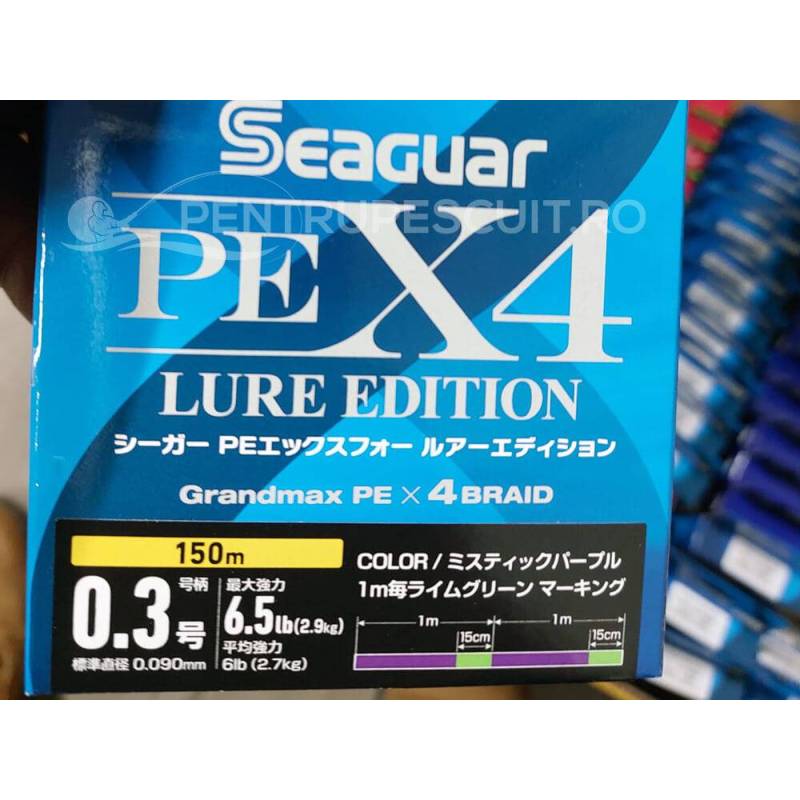 Seaguar
PENTRUPESCUIT.RO
PE X4
LURE EDITION
シーガー PEエックスフォー ルアーエディション
Grandmax PE × 4 BRAID
150m
0.3号
号柄
標準直径 0.090mm
最大強力
6.5lb(2.9kg)
平均強力
6lb (2.7kg)
COLOR / ミスティックパープル
1m毎ライムグリーン マーキング
1m 1m
15cm 15cm